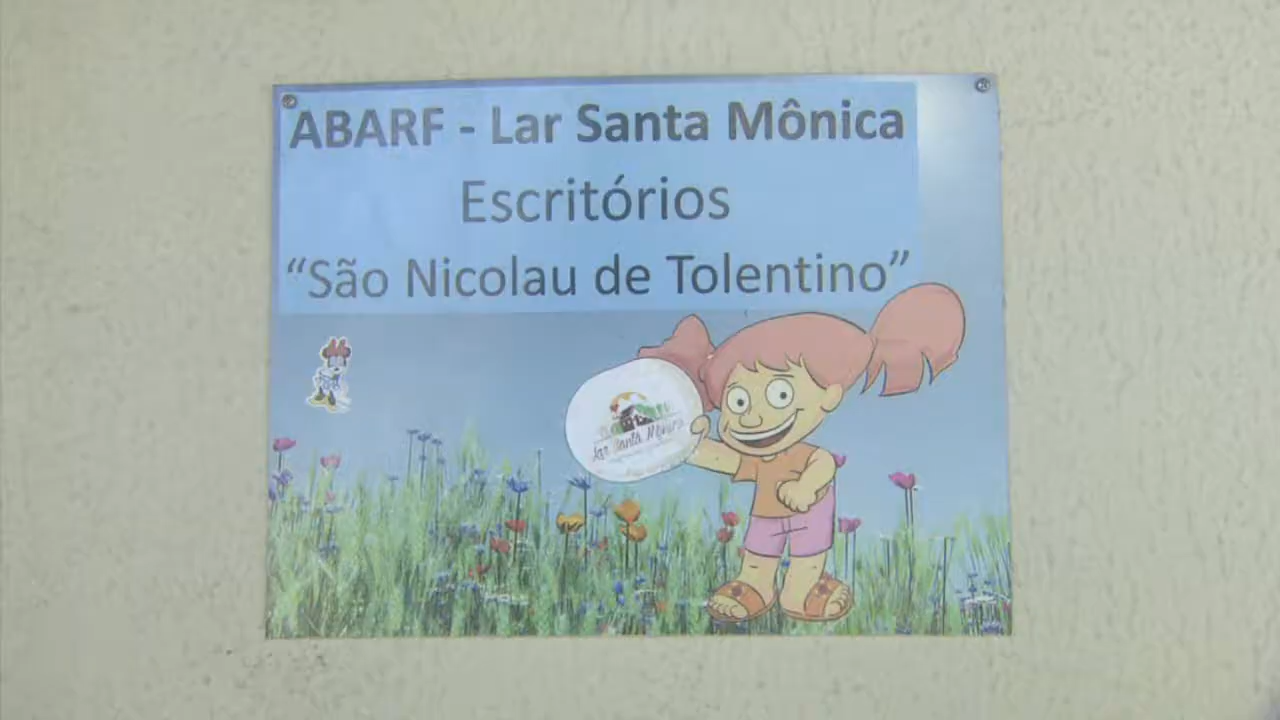 ABARF - Lar Santa Mônica
Escritórios
“São Nicolau de Tolentino”
Lar Santa Mônica